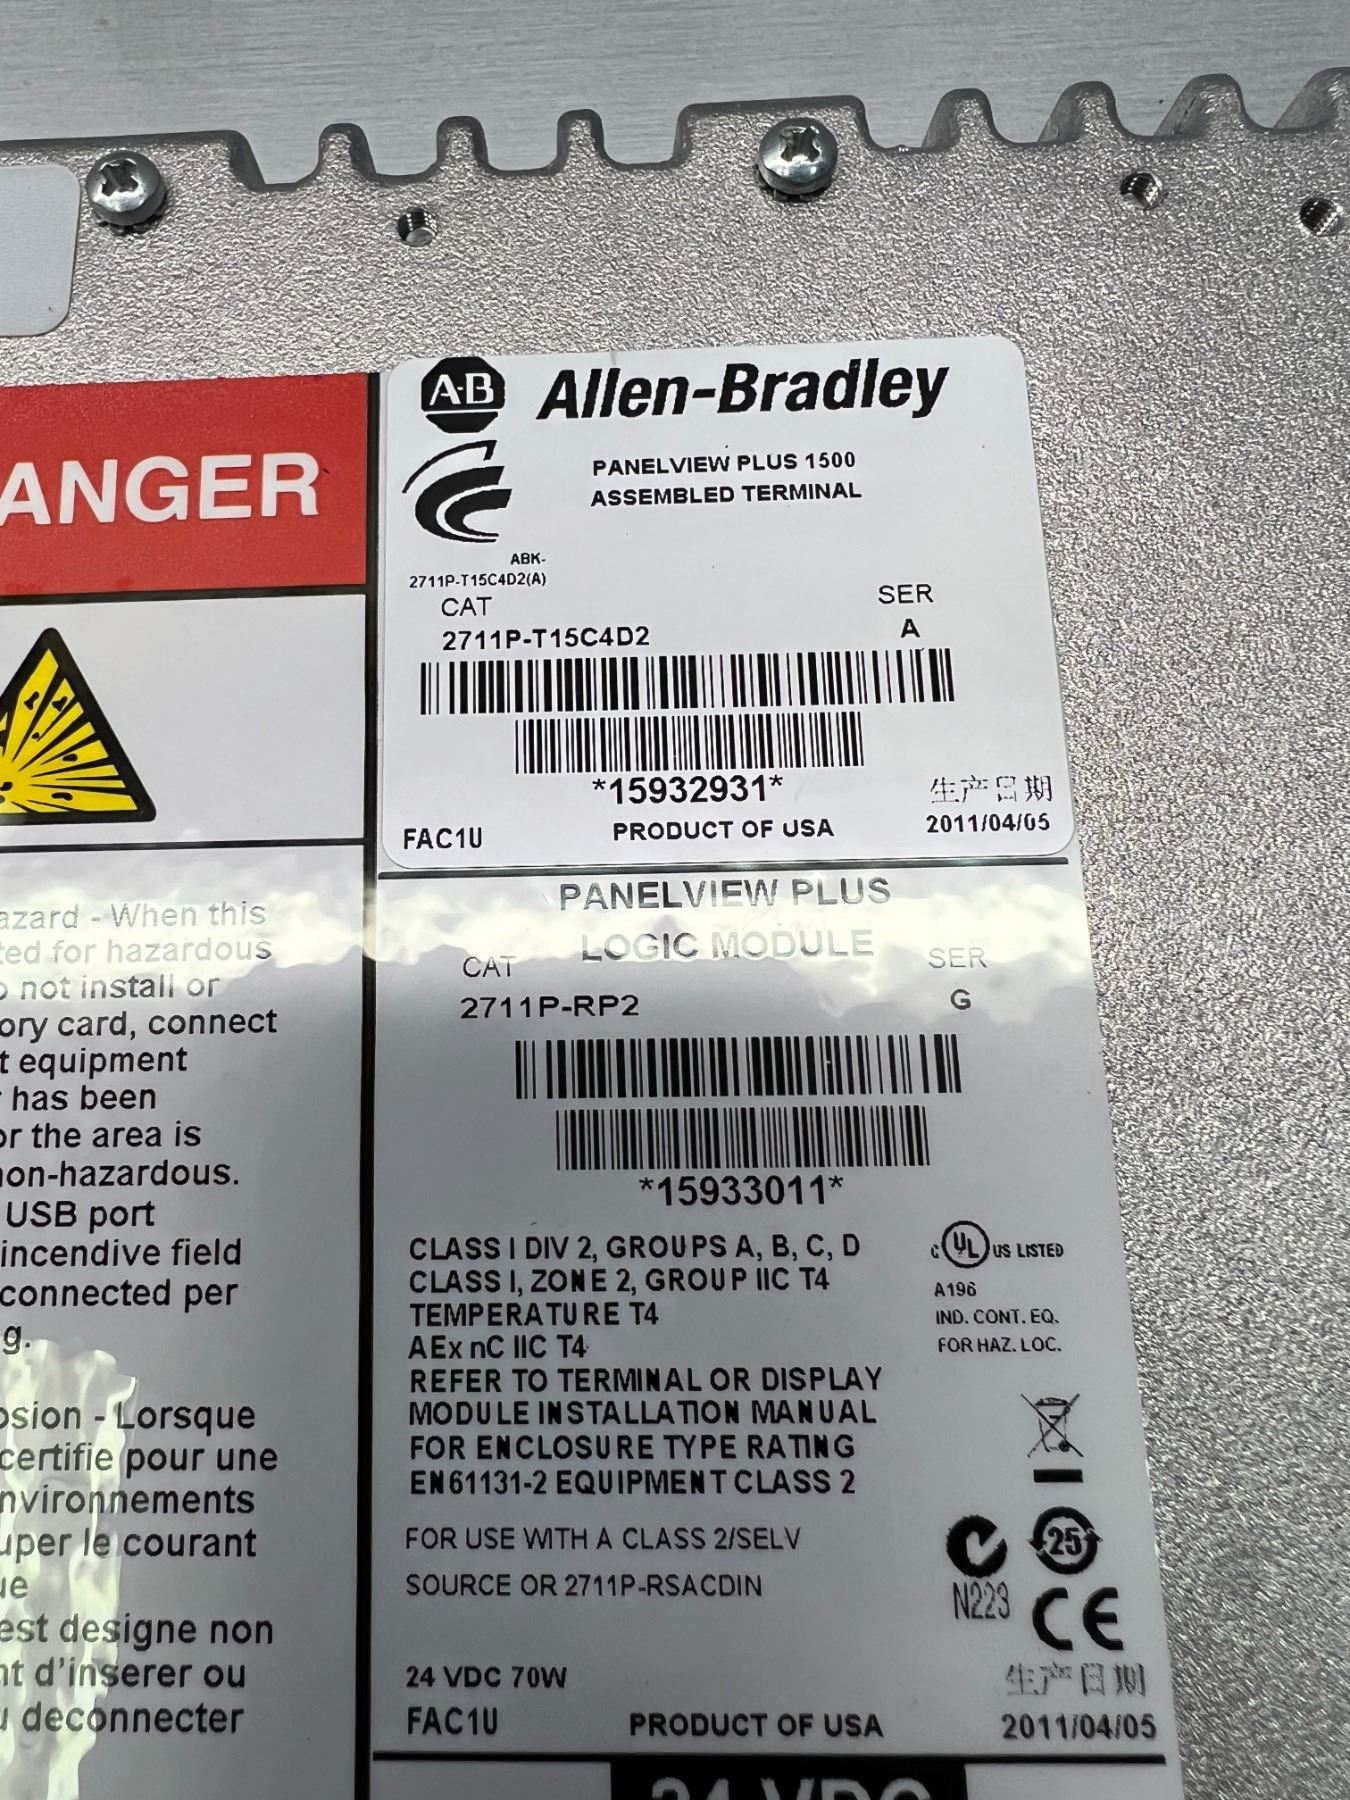 ANGER
azard - When this
ted for hazardous
o not install or
ory card, connect
t equipment
has been
or the area is
non-hazardous.
USB port
incendive field
connected per
g.
osion - Lorsque
certifie pour une
nvironnements
uper le courant
ue
est designe non
nt d'inserer ou
u deconnecter
A-B Allen-Bradley
PANELVIEW PLUS 1500
ASSEMBLED TERMINAL
ABK-
2711P-T15C4D2(A)
CAT SER
2711P-T15C4D2 A
*15932931*
生产日期
FAC1U PRODUCT OF USA 2011/04/05
PANELVIEW PLUS
LOGIC MODULE
CAT SER
2711P-RP2 G
*15933011*
CLASS I DIV 2, GROUPS A, B, C, D
CLASS I, ZONE 2, GROUP IIC T4
TEMPERATURE T4
AEx nC IIC T4
REFER TO TERMINAL OR DISPLAY
MODULE INSTALLATION MANUAL
FOR ENCLOSURE TYPE RATING
EN61131-2 EQUIPMENT CLASS 2
C UL US LISTED
A196
IND. CONT. EQ.
FOR HAZ. LOC.
FOR USE WITH A CLASS 2/SELV
SOURCE OR 2711P-RSACDIN
25
N223
CE
24 VDC 70W
生产日期
FAC1U PRODUCT OF USA 2011/04/05
24 VDC